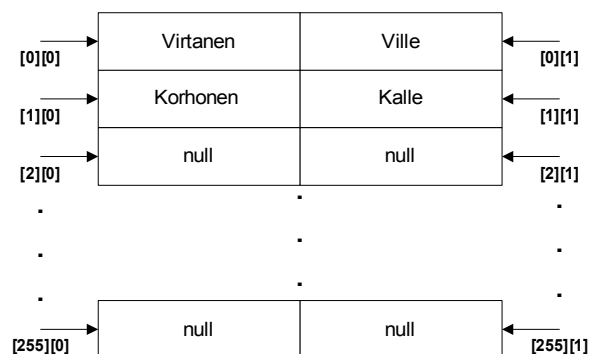 Virtanen Ville
[0][0] [0][1]
Korhonen Kalle
[1][0] [1][1]
null null
[2][0] [2][1]
null null
[255][0] [255][1]